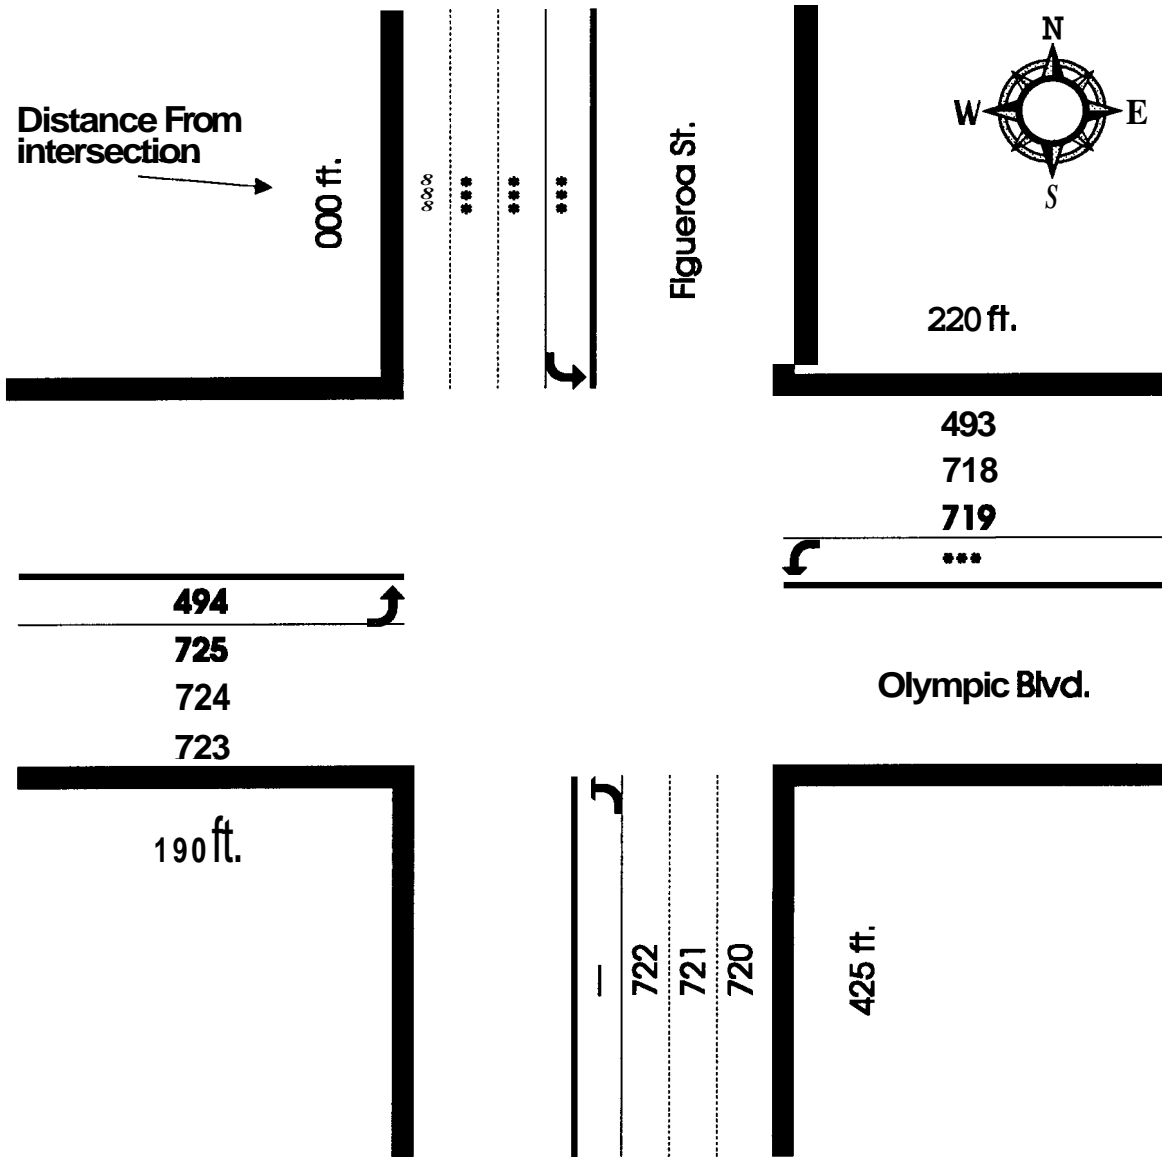 N
W E
S
Distance From
intersection
000 ft.
888
***
***
***
Figueroa St.
220 ft.
493
718
719
***
494
725
724
723
Olympic Blvd.
190 ft.
—
722
721
720
425 ft.